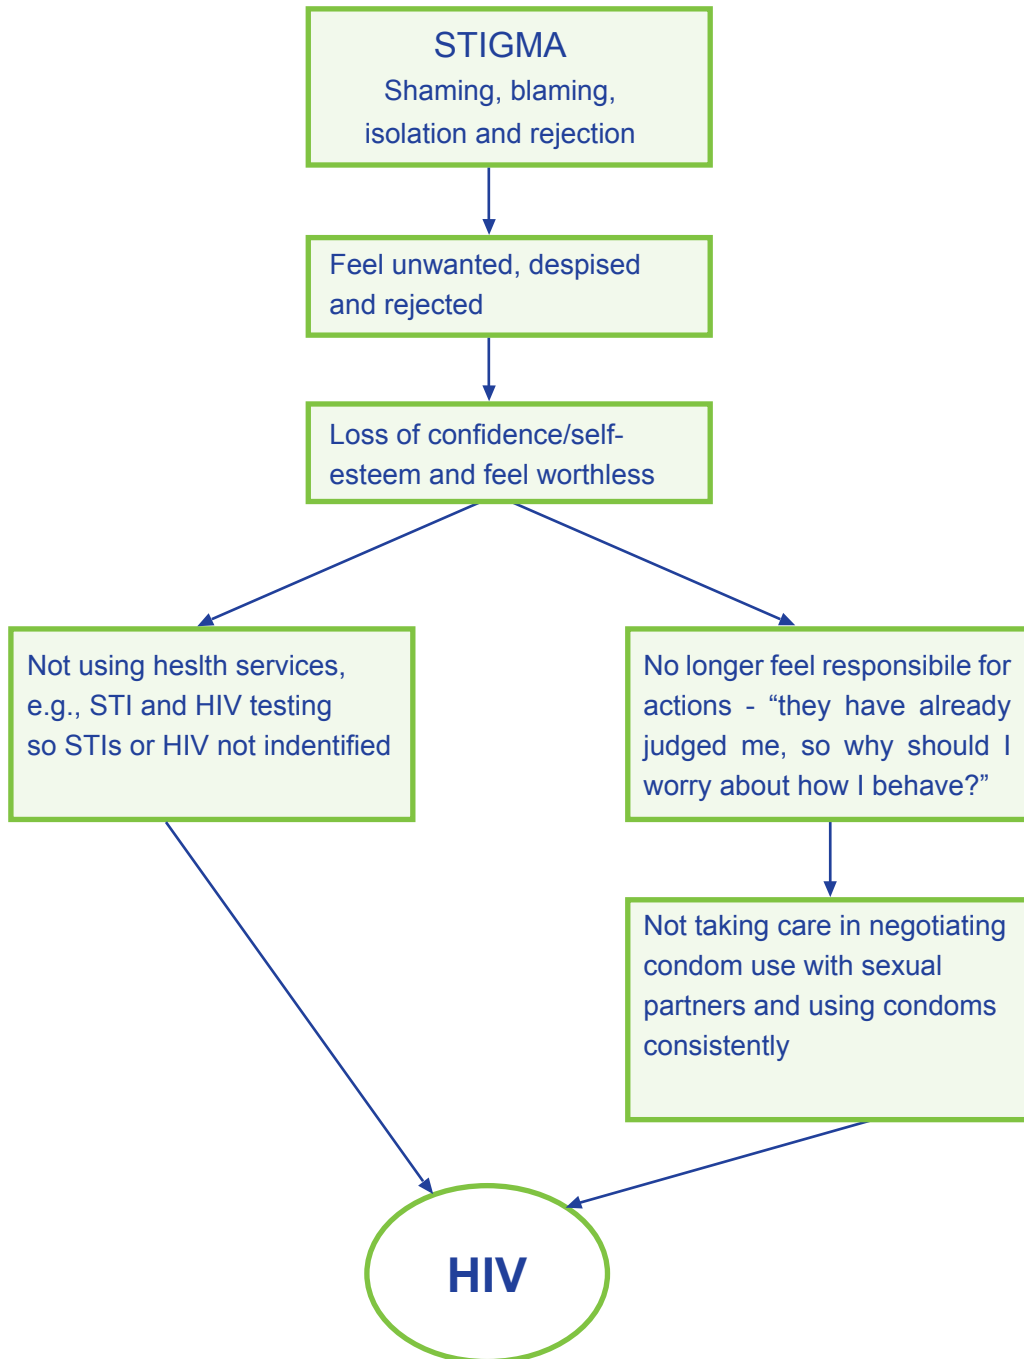 STIGMA
Shaming, blaming,
isolation and rejection
Feel unwanted, despised
and rejected
Loss of confidence/self-
esteem and feel worthless
Not using heslth services,
e.g., STI and HIV testing
so STIs or HIV not indentified
No longer feel responsibile for
actions - “they have already
judged me, so why should I
worry about how I behave?”
Not taking care in negotiating
condom use with sexual
partners and using condoms
consistently
HIV